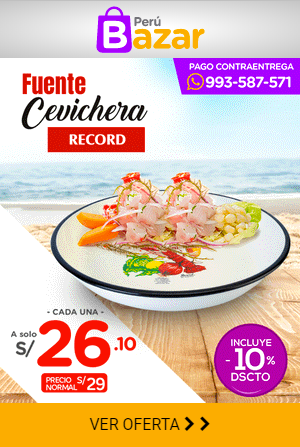 Perú
Bazar
PAGO CONTRAENTREGA
993-587-571
Fuente
Cevichera
RECORD
- CADA UNA -
A solo
S/ 26.10
PRECIO NORMAL S/29
INCLUYE
-10%
DSCTO
VER OFERTA >>